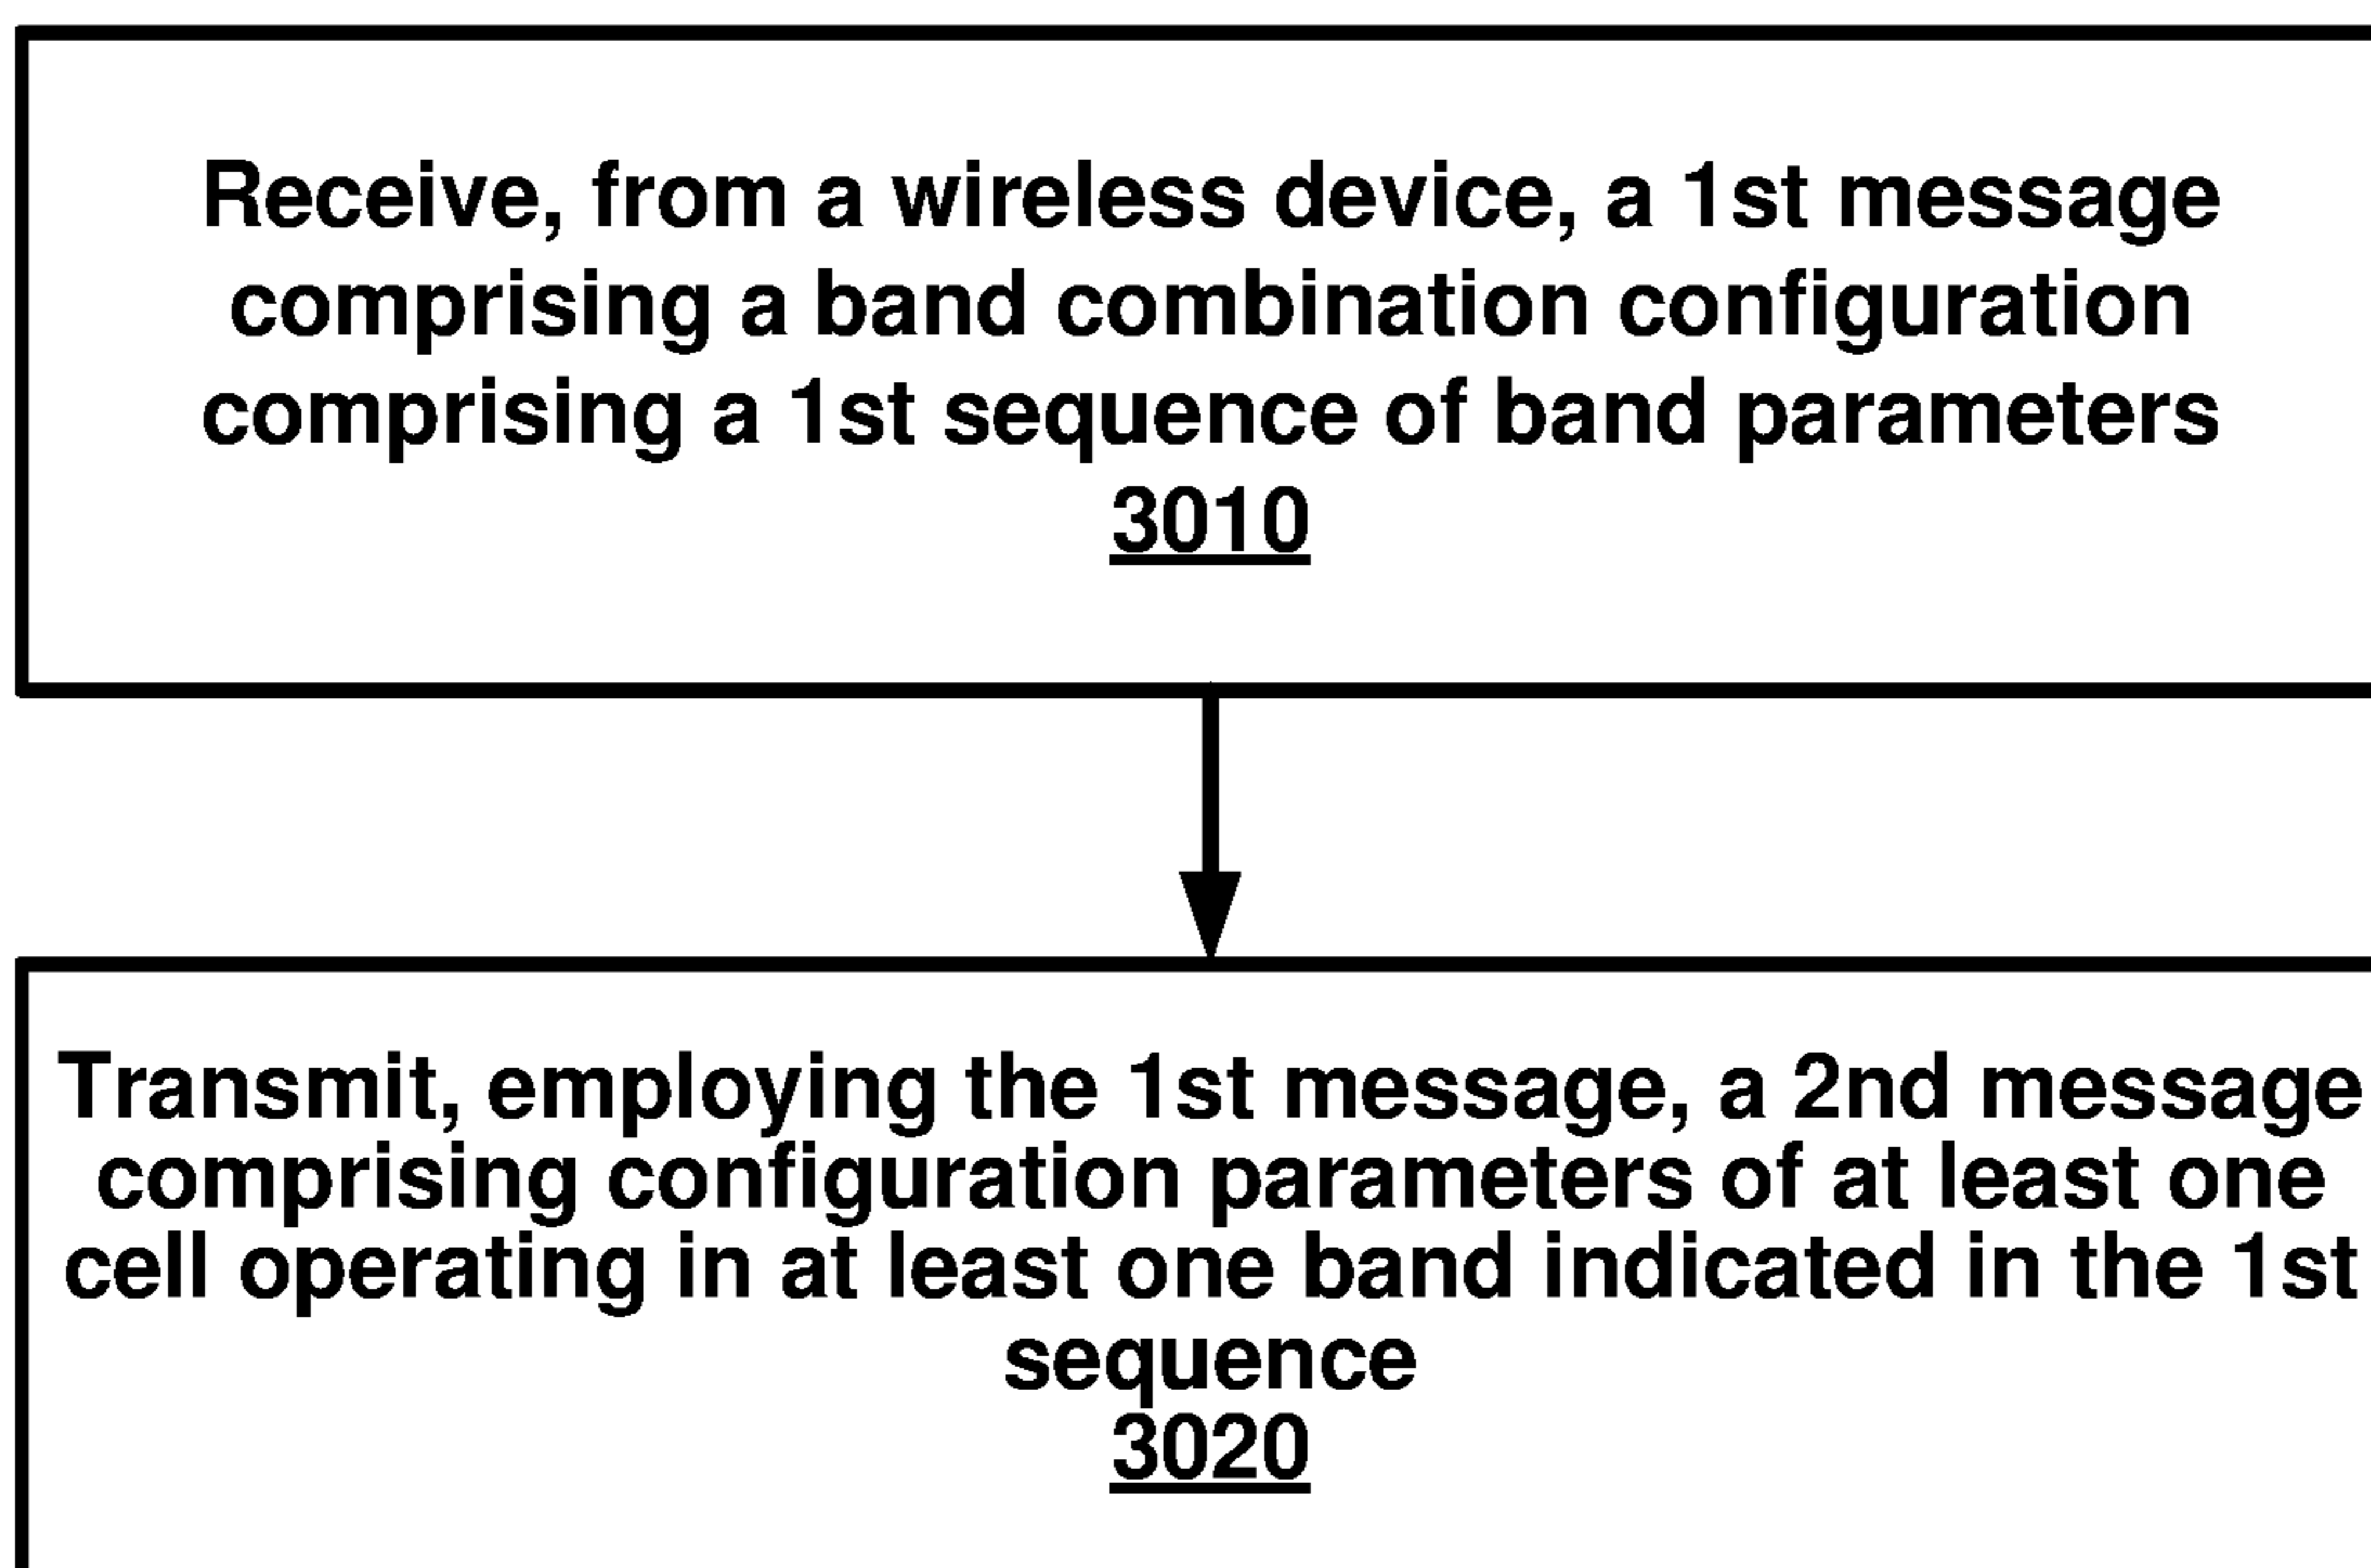 Receive, from a wireless device, a 1st message
comprising a band combination configuration
comprising a 1st sequence of band parameters
3010
Transmit, employing the 1st message, a 2nd message
comprising configuration parameters of at least one
cell operating in at least one band indicated in the 1st
sequence
3020